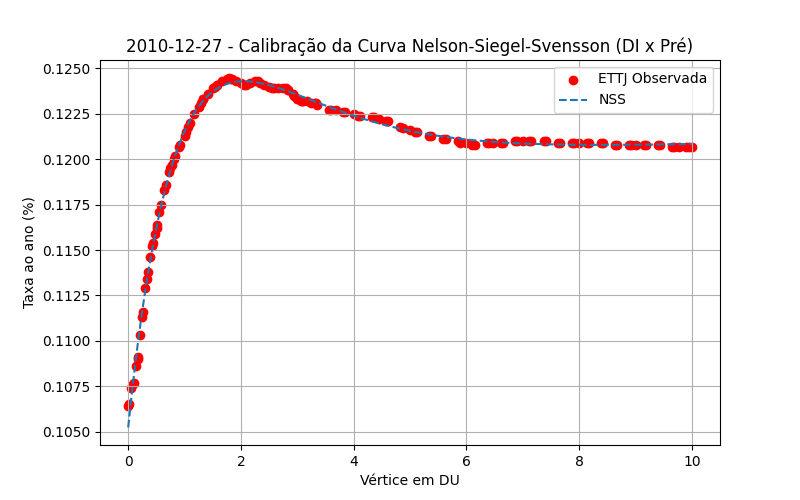 2010-12-27 - Calibração da Curva Nelson-Siegel-Svensson (DI x Pré)
ETTJ Observada
NSS
Taxa ao ano (%)
0.1250
0.1225
0.1200
0.1175
0.1150
0.1125
0.1100
0.1075
0.1050
0 2 4 6 8 10
Vértice em DU